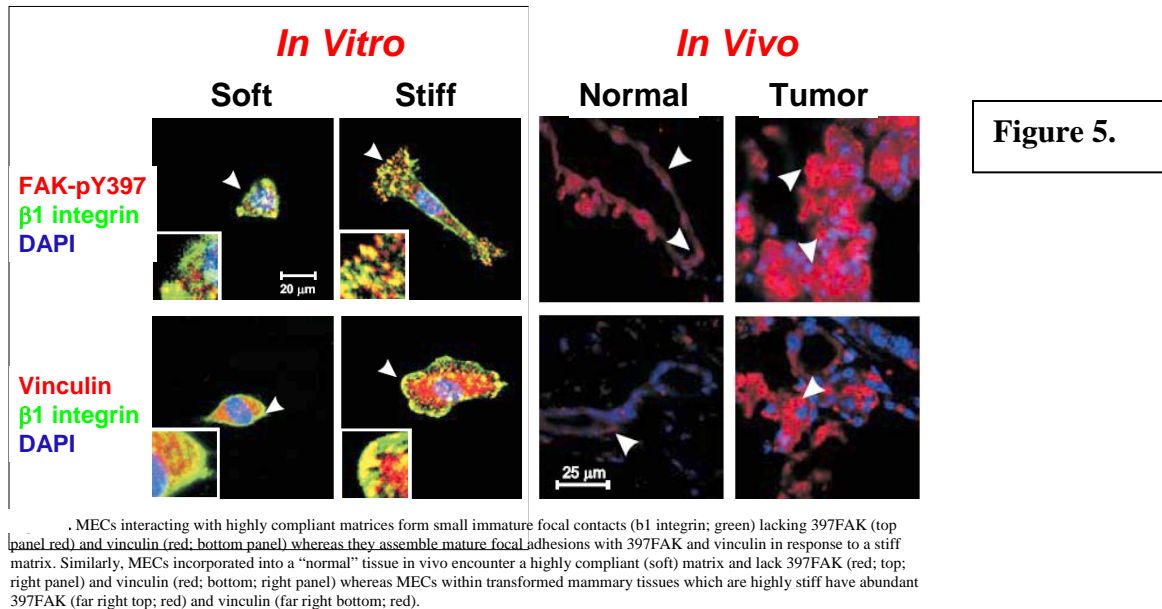 In Vitro
In Vivo
Soft
Stiff
Normal
Tumor
Figure 5.
FAK-pY397
β1 integrin
DAPI
20 μm
Vinculin
β1 integrin
DAPI
25 μm
. MECs interacting with highly compliant matrices form small immature focal contacts (b1 integrin; green) lacking 397FAK (top
panel red) and vinculin (red; bottom panel) whereas they assemble mature focal adhesions with 397FAK and vinculin in response to a stiff
matrix. Similarly, MECs incorporated into a “normal” tissue in vivo encounter a highly compliant (soft) matrix and lack 397FAK (red; top;
right panel) and vinculin (red; bottom; right panel) whereas MECs within transformed mammary tissues which are highly stiff have abundant
397FAK (far right top; red) and vinculin (far right bottom; red).